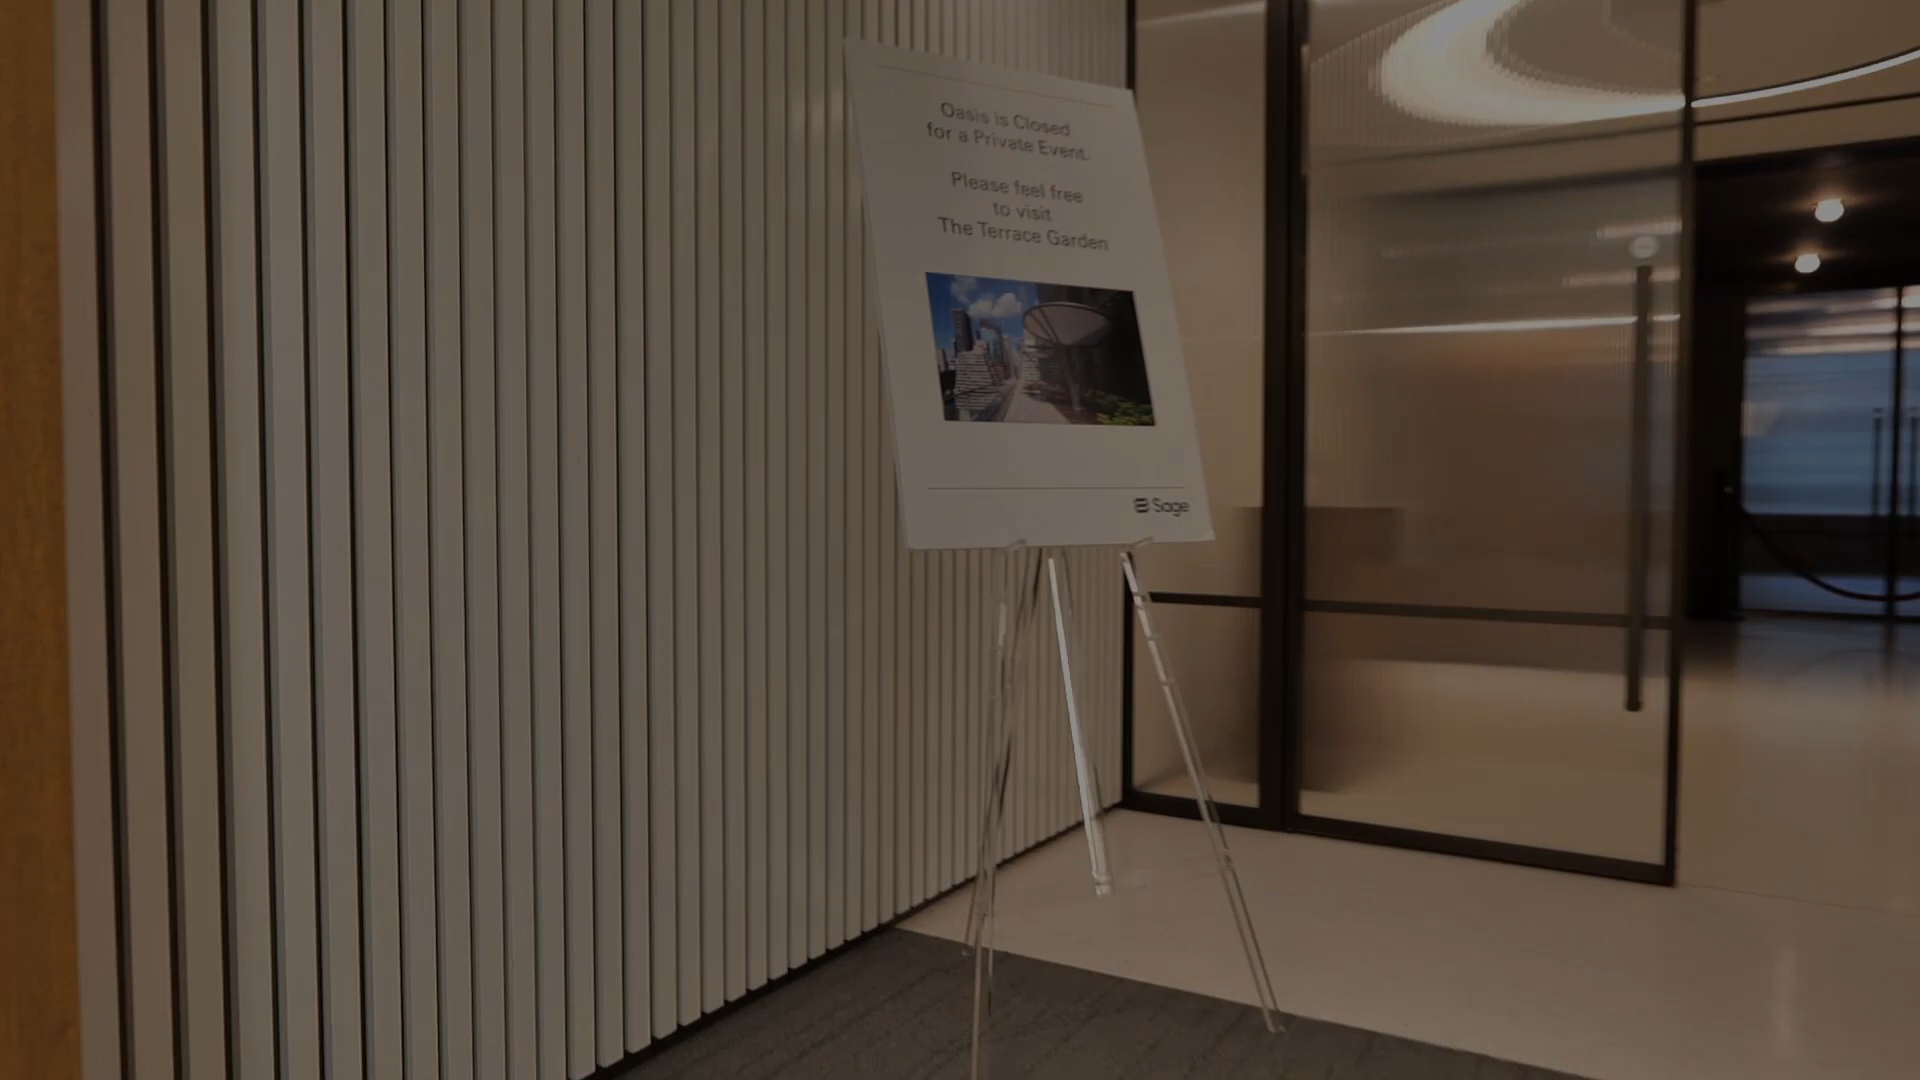 Oasis is Closed
for a Private Event.
Please feel free
to visit
The Terrace Garden
Sage